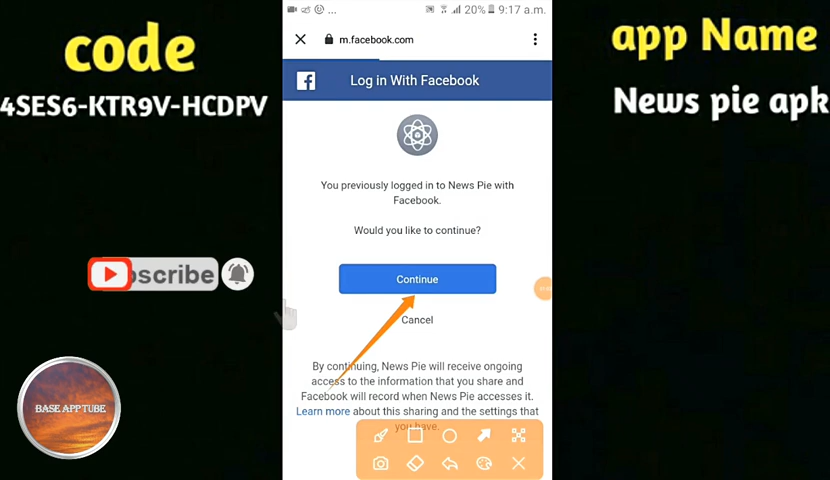 code
4SES6-KTR9V-HCDPV
app Name
News pie apk
... 20% 9:17 a.m.
m.facebook.com
Log in With Facebook
You previously logged in to News Pie with
Facebook.
Would you like to continue?
Continue
Cancel
By continuing, News Pie will receive ongoing
access to the information that you share and
Facebook will record when News Pie accesses it.
Learn more about this sharing and the settings that
you have.
bscribe
BASE APP TUBE